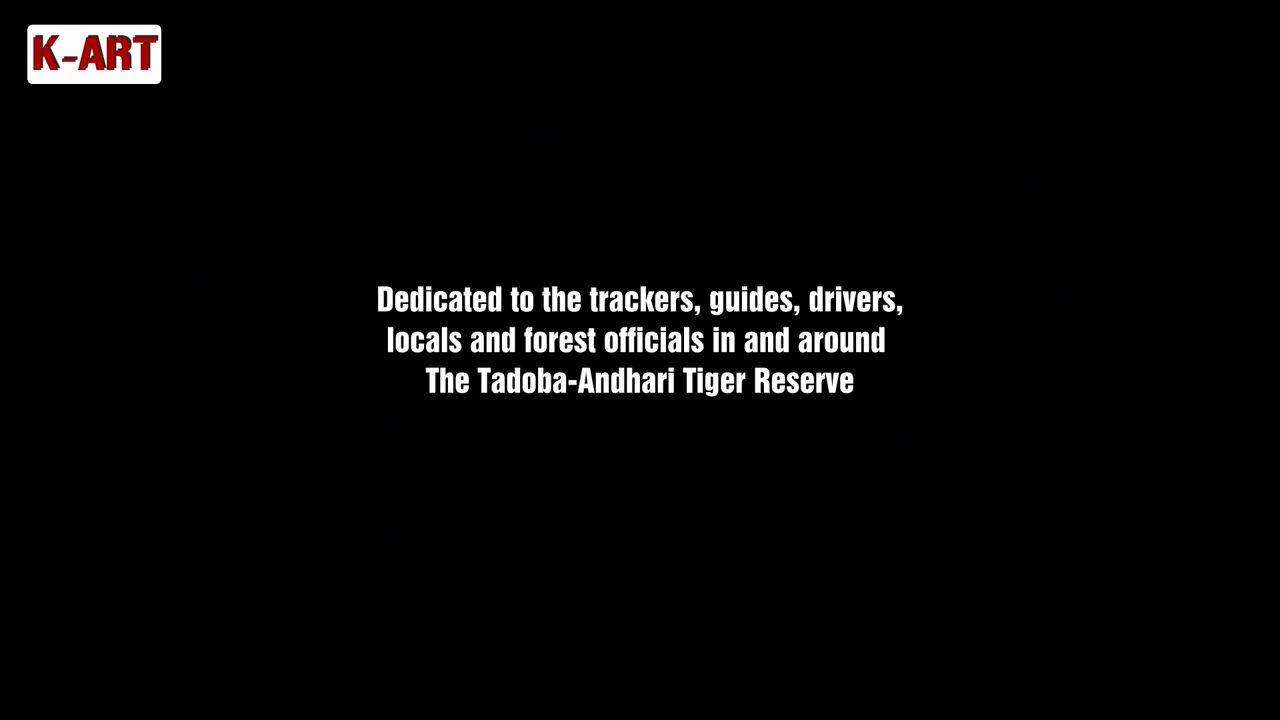 K-ART
Dedicated to the trackers, guides, drivers,
locals and forest officials in and around
The Tadoba-Andhari Tiger Reserve